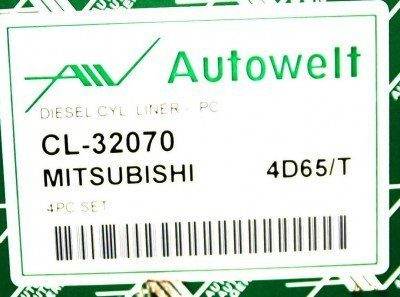 Autowelt
DIESEL CYL. LINER - PC
CL-32070
MITSUBISHI 4D65/T
4PC SET